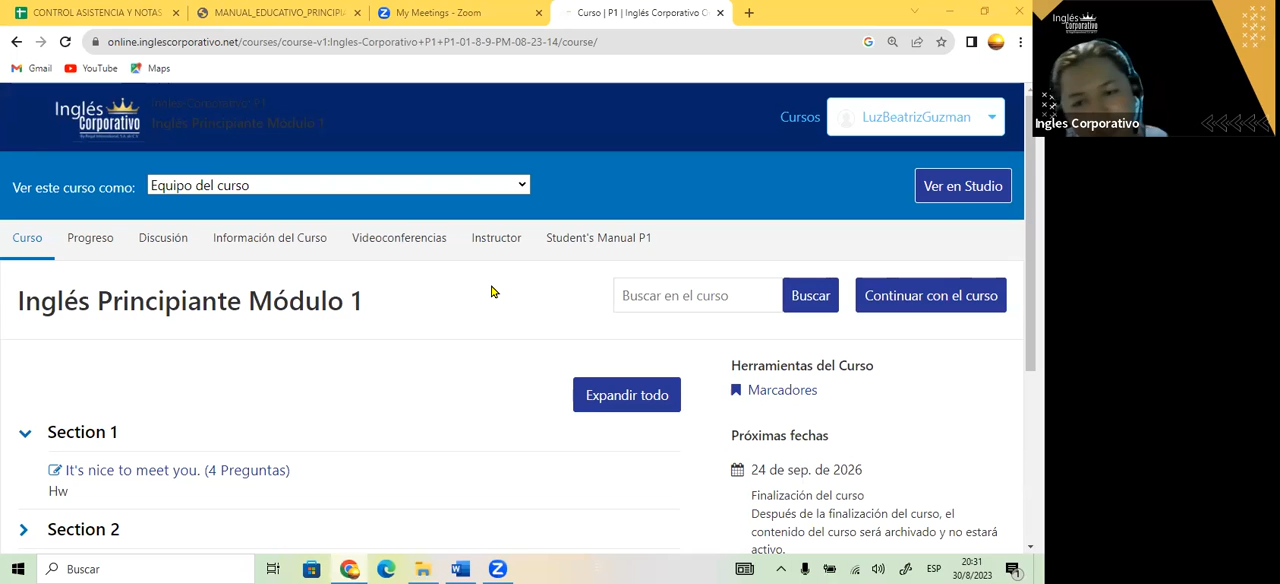 CONTROL ASISTENCIA Y NOTAS
MANUAL_EDUCATIVO_PRINCIPI
My Meetings - Zoom
Curso | P1 | Inglés Corporativo C
online.inglescorporativo.net/courses/course-v1:Ingles-Corporativo+P1+P1-01-8-9-PM-08-23-14/course/
Gmail
YouTube
Maps
Inglés
Corporativo
Ingles-Corporativo: P1
Inglés Principiante Módulo 1
Cursos
LuzBeatrizGuzman
Ver este curso como:
Equipo del curso
Ver en Studio
Curso
Progreso
Discusión
Información del Curso
Videoconferencias
Instructor
Student's Manual P1
Inglés Principiante Módulo 1
Buscar en el curso
Buscar
Continuar con el curso
Expandir todo
Section 1
It's nice to meet you. (4 Preguntas)
Hw
Section 2
Herramientas del Curso
Marcadores
Próximas fechas
24 de sep. de 2026
Finalización del curso
Después de la finalización del curso, el
contenido del curso será archivado y no estará
activo.
Buscar
ESP
20:31
30/8/2023
1
Inglés
Corporativo
Ingles Corporativo